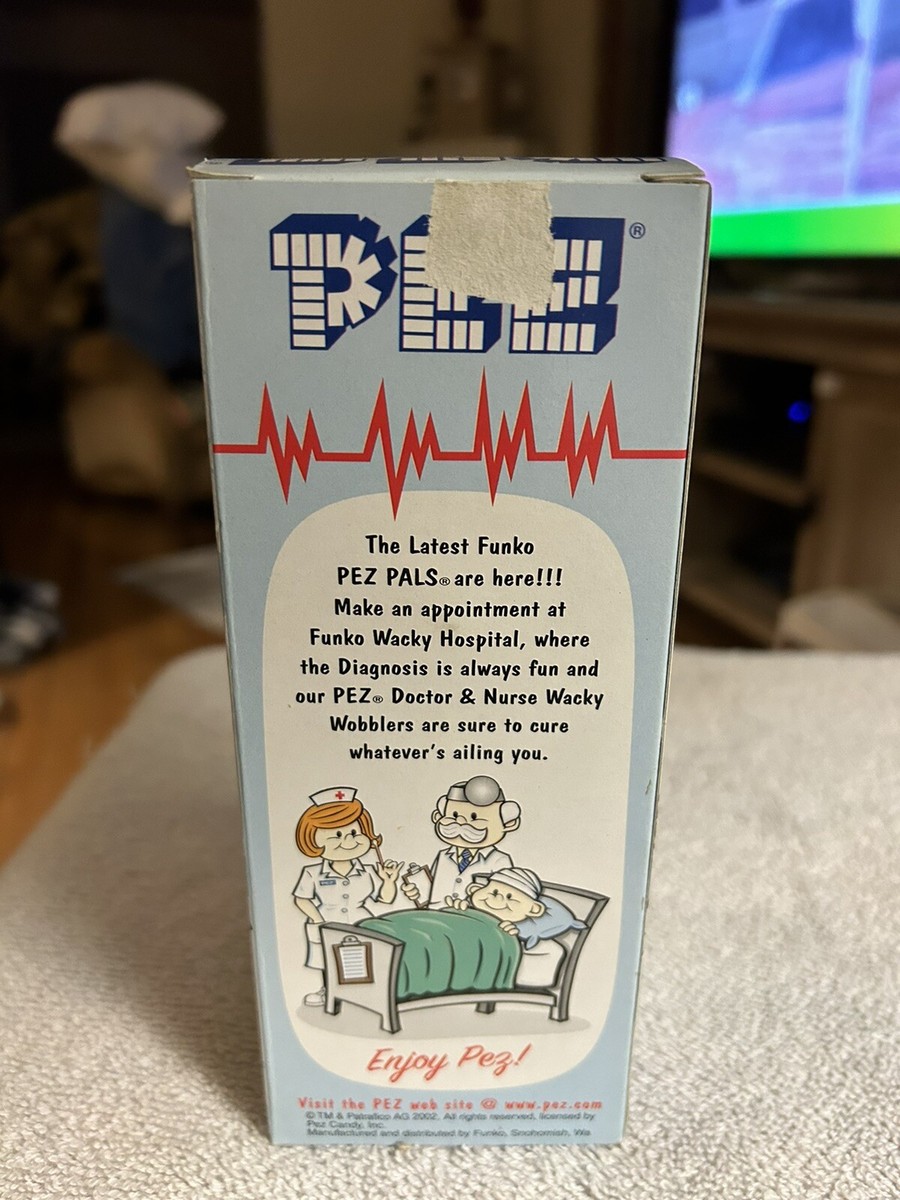 PEZ®
The Latest Funko
PEZ PALS® are here!!!
Make an appointment at
Funko Wacky Hospital, where
the Diagnosis is always fun and
our PEZ® Doctor & Nurse Wacky
Wobblers are sure to cure
whatever's ailing you.
Enjoy Pez!
Visit the PEZ web site @ www.pez.com
©TM & Patrafico AG 2002. All rights reserved, licensed by
Pez Candy, Inc.
Manufactured and distributed by Funko, Snohomish, Wa